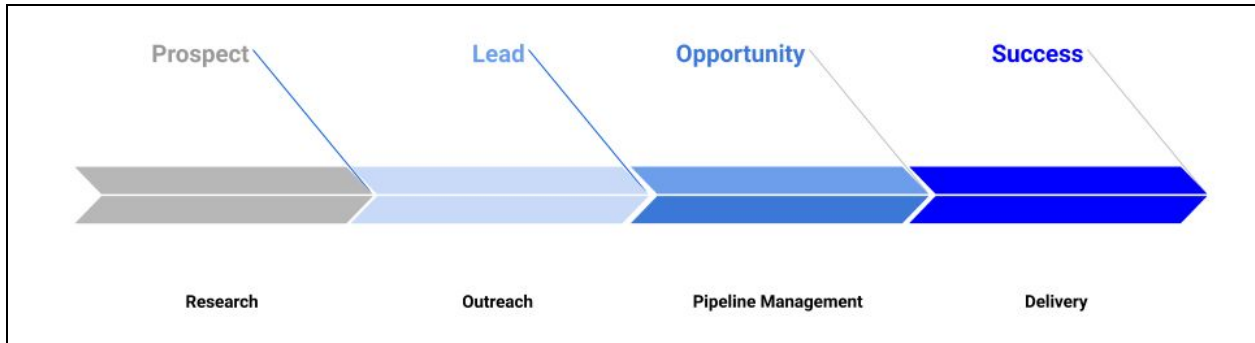 Prospect
Lead
Opportunity
Success
Research
Outreach
Pipeline Management
Delivery